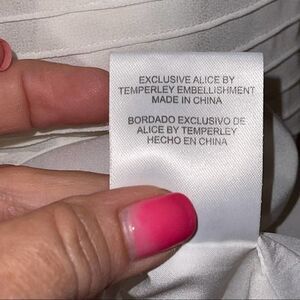 EXCLUSIVE ALICE BY
TEMPERLEY EMBELLISHMENT
MADE IN CHINA
BORDADO EXCLUSIVO DE
ALICE BY TEMPERLEY
HECHO EN CHINA